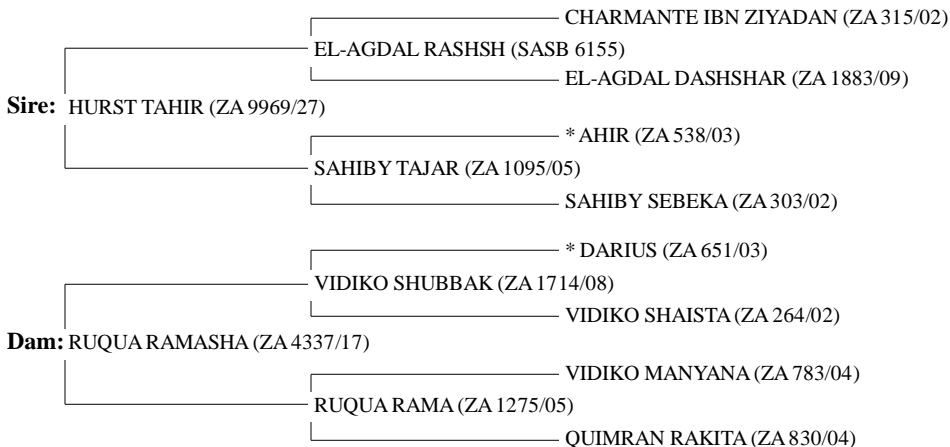 CHARMANTE IBN ZIYADAN (ZA 315/02)
EL-AGDAL RASHSH (SASB 6155)
EL-AGDAL DASHSHAR (ZA 1883/09)
Sire: HURST TAHIR (ZA 9969/27)
* AHIR (ZA 538/03)
SAHIBY TAJAR (ZA 1095/05)
SAHIBY SEBEKA (ZA 303/02)
* DARIUS (ZA 651/03)
VIDIKO SHUBBAK (ZA 1714/08)
VIDIKO SHAISTA (ZA 264/02)
Dam: RUQUA RAMASHA (ZA 4337/17)
VIDIKO MANYANA (ZA 783/04)
RUQUA RAMA (ZA 1275/05)
QUIMRAN RAKITA (ZA 830/04)